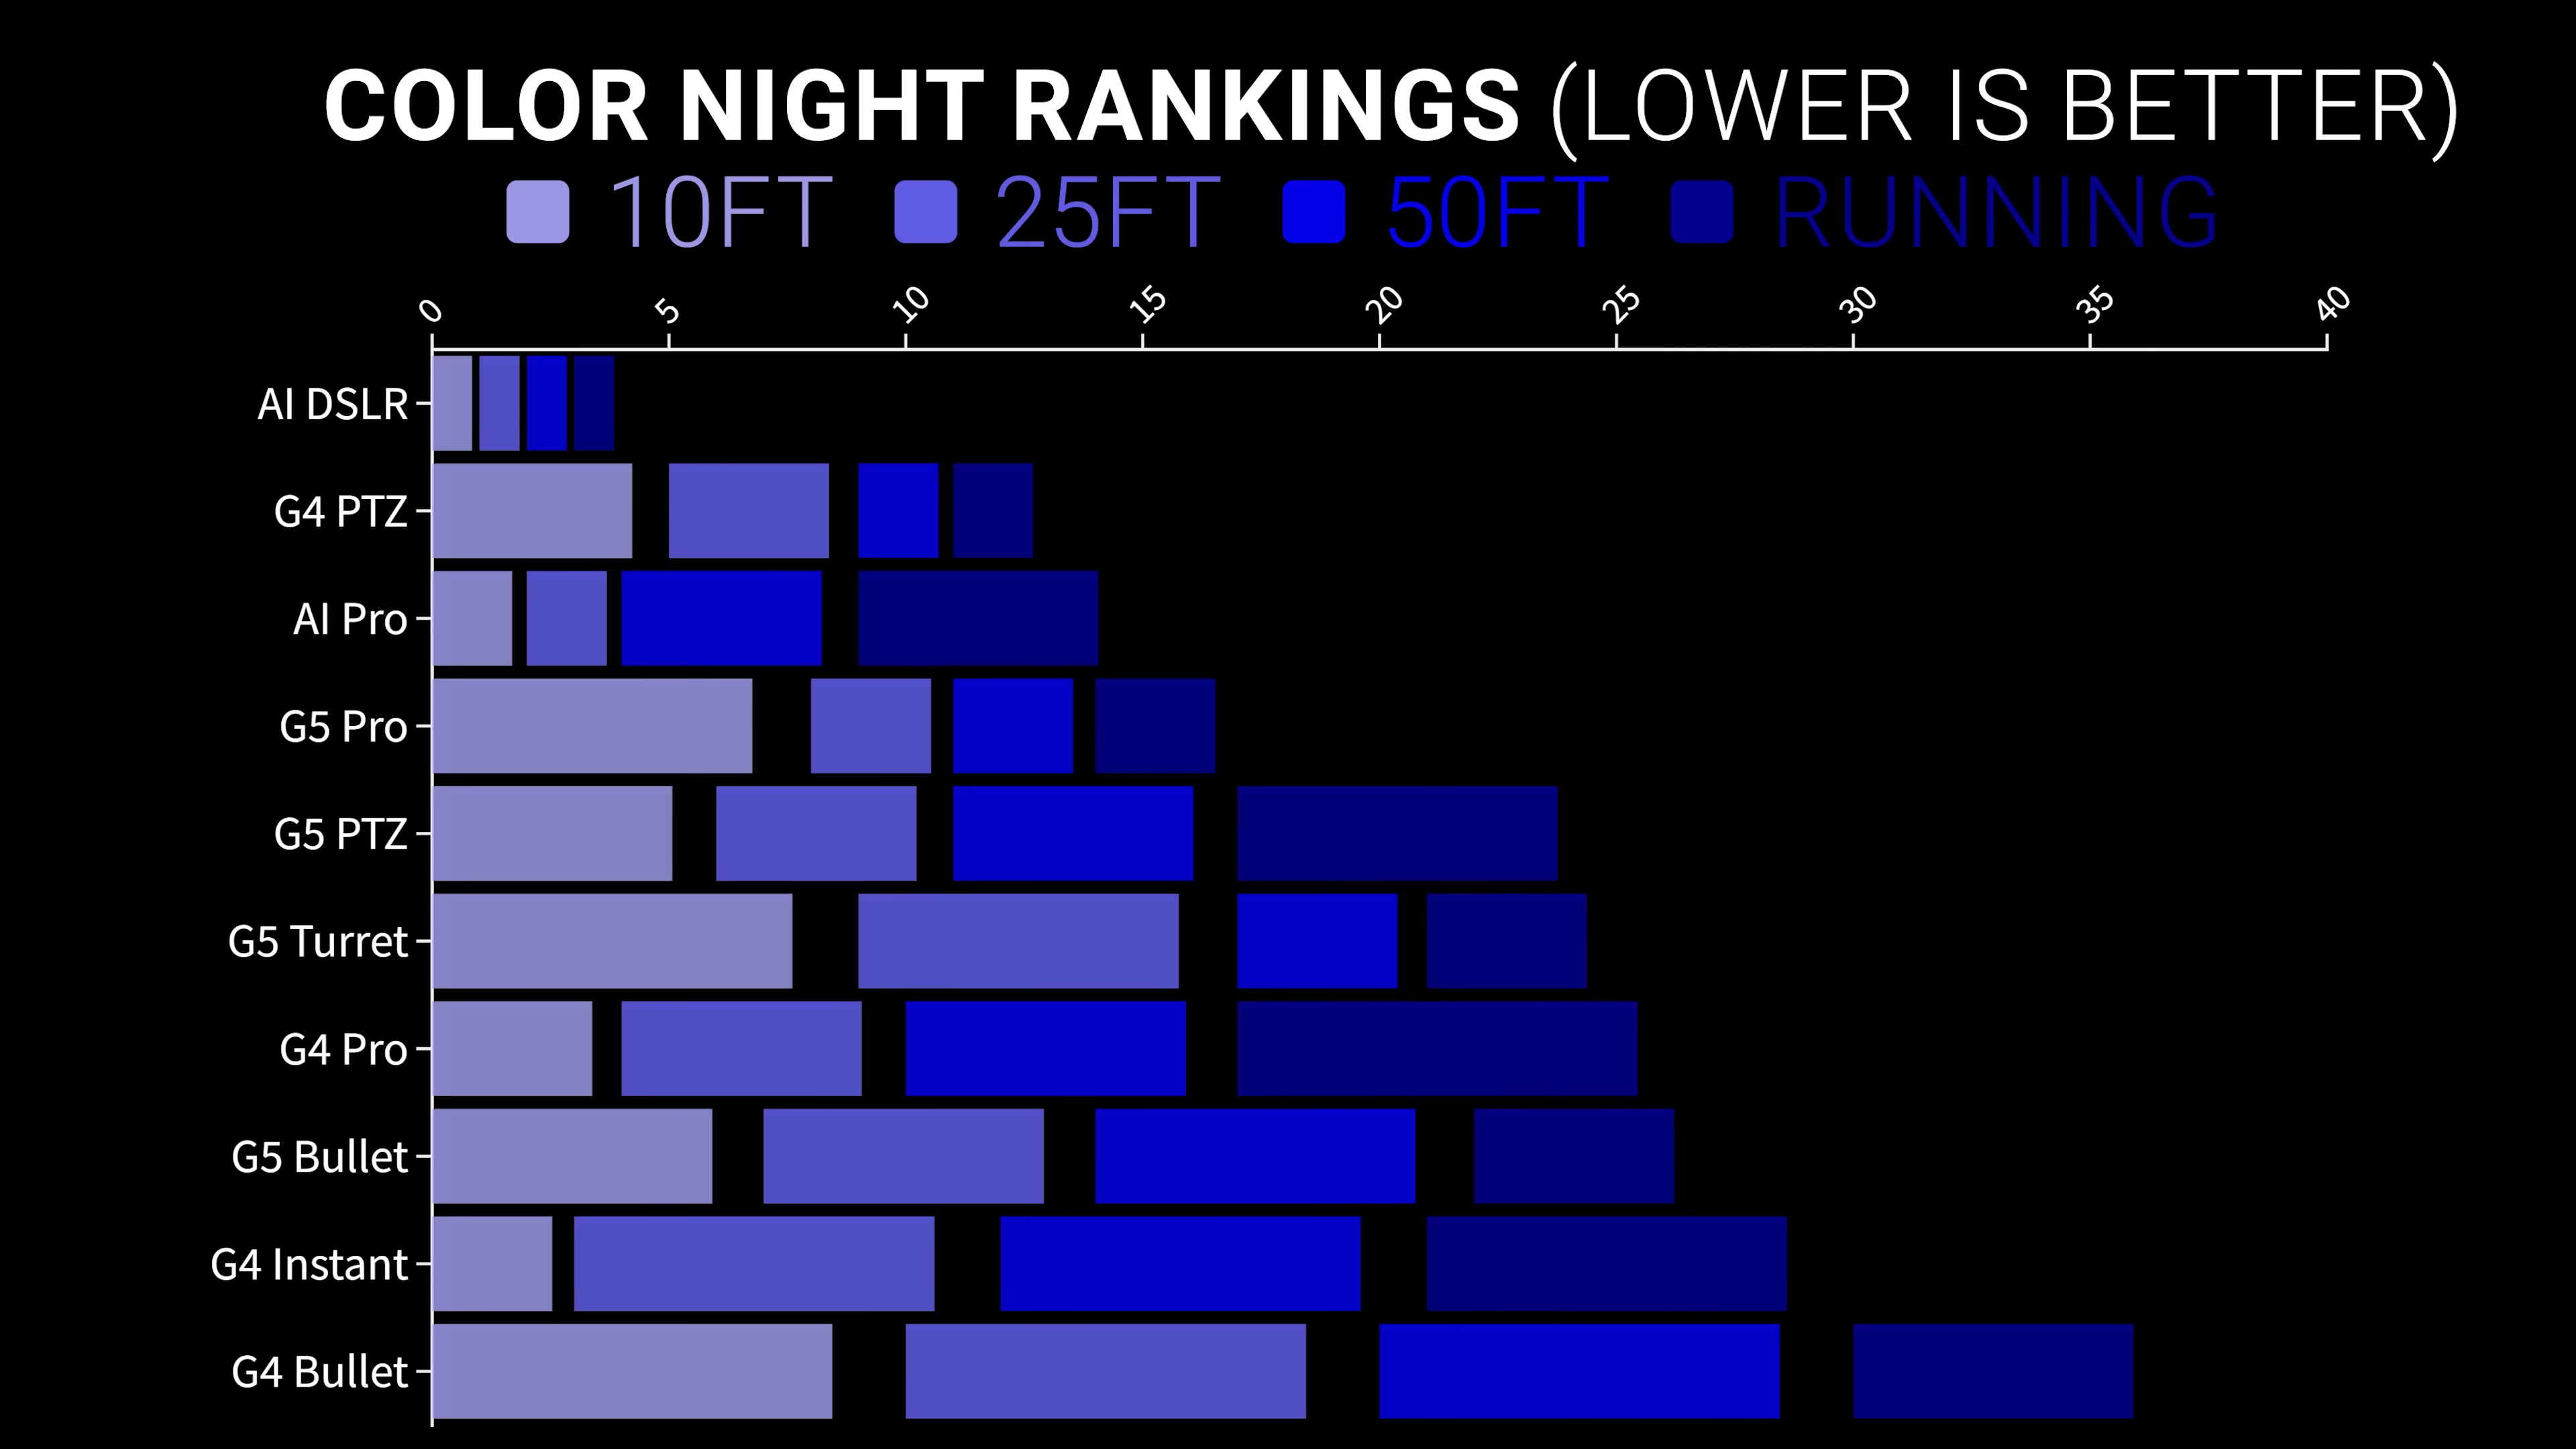 COLOR NIGHT RANKINGS (LOWER IS BETTER)
10FT 25FT 50FT RUNNING
0 5 10 15 20 25 30 35 40
AI DSLR
G4 PTZ
AI Pro
G5 Pro
G5 PTZ
G5 Turret
G4 Pro
G5 Bullet
G4 Instant
G4 Bullet